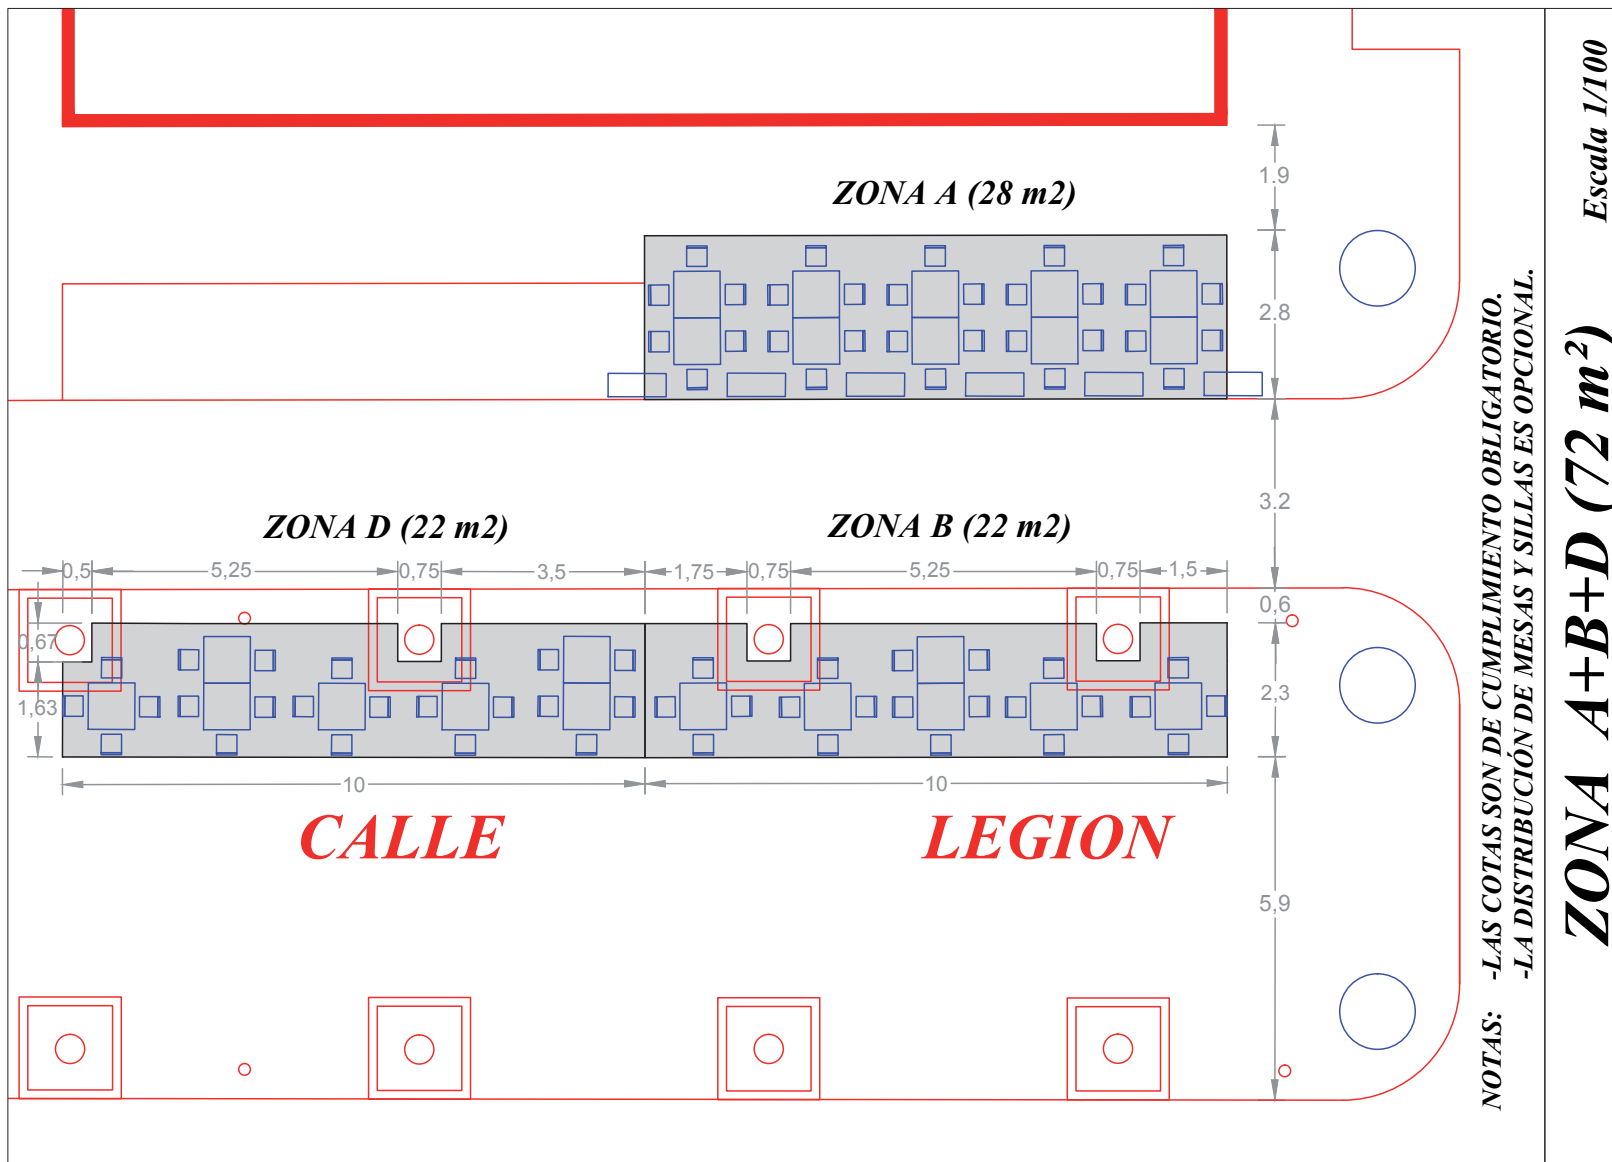 ZONA A (28 m2)
1.9
2.8
3.2
ZONA D (22 m2)
ZONA B (22 m2)
0,5
5,25
0,75
3,5
1,75
0,75
5,25
0,75
1,5
0,6
0,67
1,63
2,3
10
10
CALLE LEGION
5,9
NOTAS: -LAS COTAS SON DE CUMPLIMIENTO OBLIGATORIO.
-LA DISTRIBUCIÓN DE MESAS Y SILLAS ES OPCIONAL.
ZONA A+B+D (72 m²)
Escala 1/100